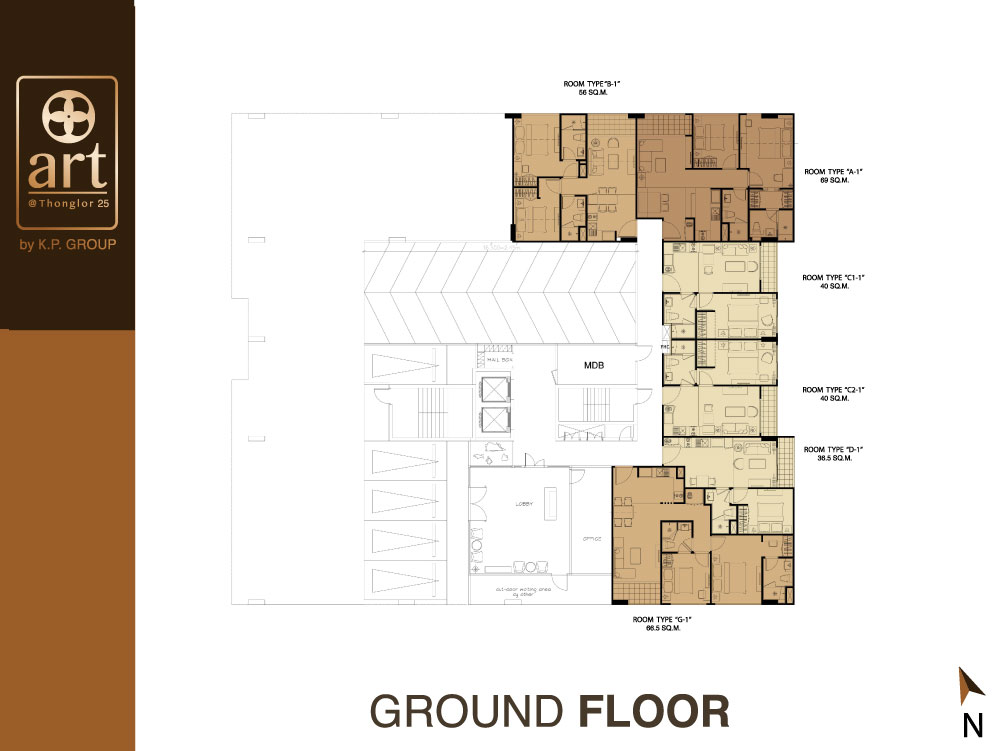 art
@Thonglor 25
by K.P. GROUP
ROOM TYPE "B-1"
56 SQ.M.
ROOM TYPE "A-1"
69 SQ.M.
ROOM TYPE "C1-1"
40 SQ.M.
MAIL BOX
MDB
ROOM TYPE "C2-1"
40 SQ.M.
ROOM TYPE "D-1"
36.5 SQ.M.
LOBBY
OFFICE
out-door waiting area
by other
ROOM TYPE "G-1"
66.5 SQ.M.
GROUND FLOOR
N